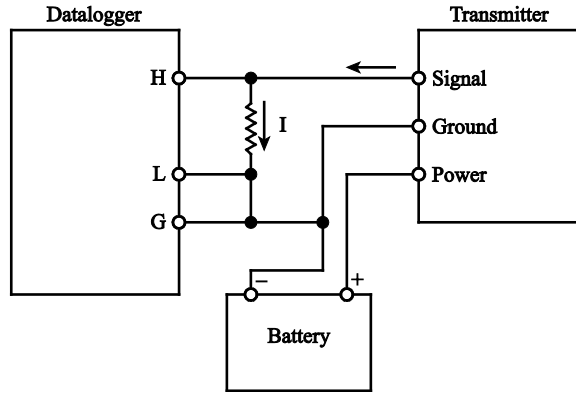 Datalogger
Transmitter
H
Signal
I
Ground
L
Power
G
−
+
Battery